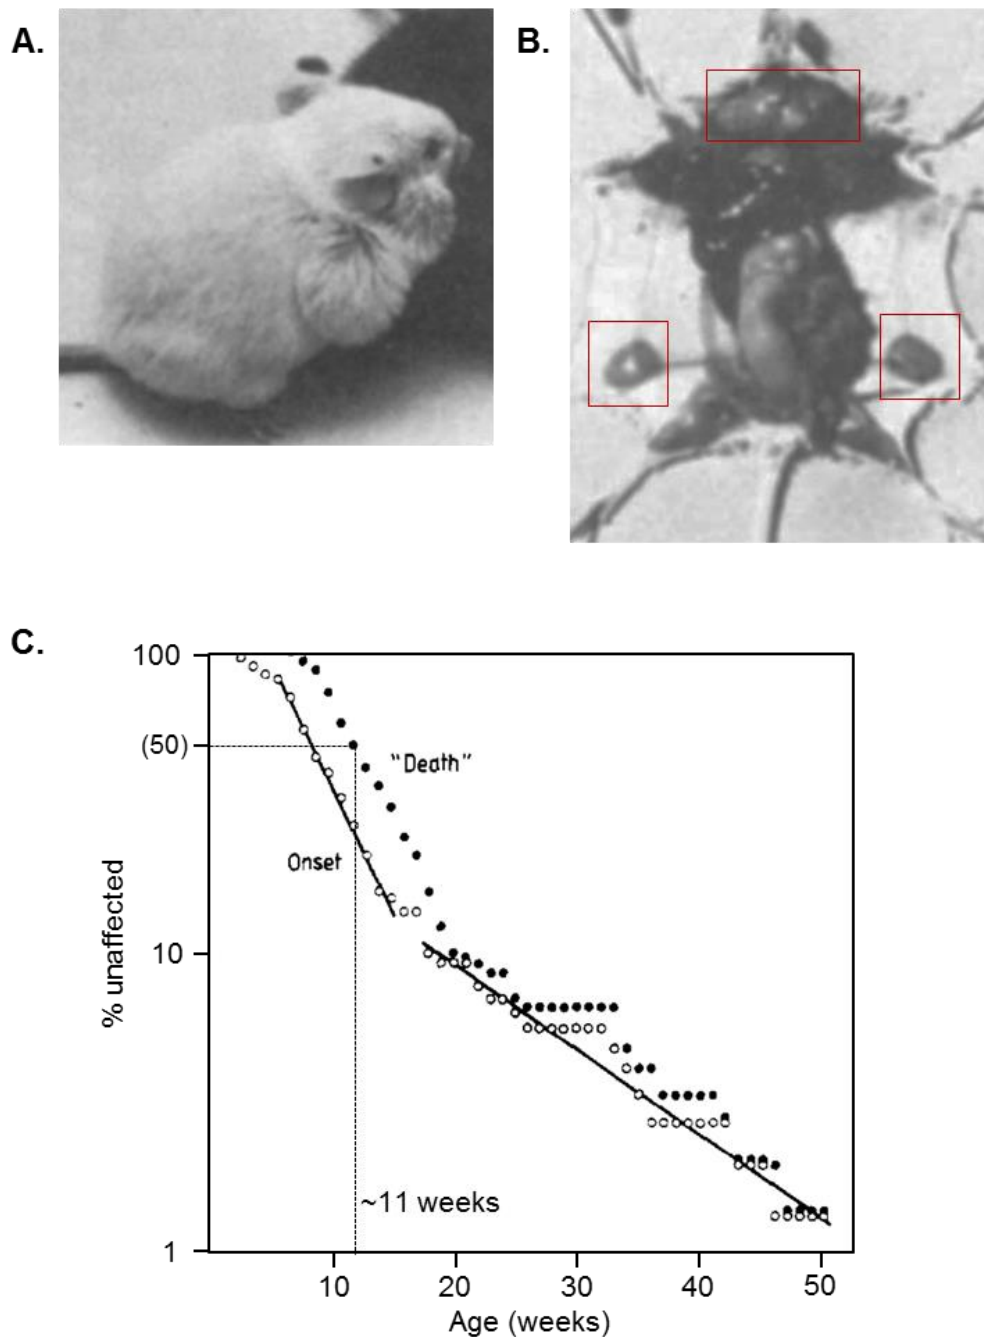 A.
B.
C.
100
(50)
10
1
% unaffected
"Death"
Onset
~11 weeks
10
20
30
40
50
Age (weeks)